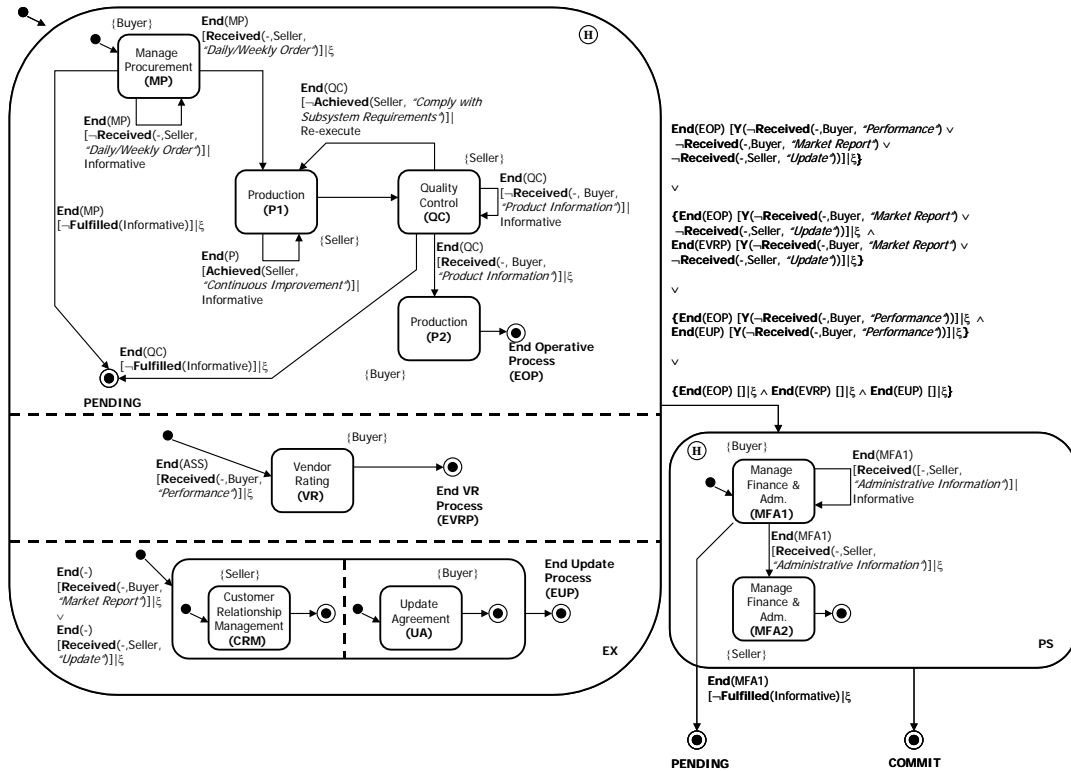 {Buyer}
End(MP)
[Received(-,Seller,
"Daily/Weekly Order")]|ξ
H
Manage
Procurement
(MP)
End(MP)
[¬Received(-,Seller,
"Daily/Weekly Order")]|
Informative
End(QC)
[¬Achieved(Seller, "Comply with
Subsystem Requirements")]|
Re-execute
{Seller}
Production
(P1)
Quality
Control
(QC)
End(QC)
[¬Received(-, Buyer,
"Product Information")]|
Informative
End(MP)
[¬Fulfilled(Informative)]|ξ
{Seller}
End(P)
[Achieved(Seller,
"Continuous Improvement")]|
Informative
End(QC)
[Received(-, Buyer,
"Product Information")]|ξ
Production
(P2)
End Operative
Process
(EOP)
{Buyer}
End(QC)
[¬Fulfilled(Informative)]|ξ
PENDING
{Buyer}
End(ASS)
[Received(-,Buyer,
"Performance")]|ξ
Vendor
Rating
(VR)
End VR
Process
(EVRP)
End(-)
[Received(-,Buyer,
"Market Report")]|ξ
∨
End(-)
[Received(-,Seller,
"Update")]|ξ
{Seller}
Customer
Relationship
Management
(CRM)
{Buyer}
Update
Agreement
(UA)
End Update
Process
(EUP)
EX
End(EOP) [Y(¬Received(-,Buyer, "Performance") ∨
¬Received(-,Buyer, "Market Report") ∨
¬Received(-,Seller, "Update"))]|ξ}
∨
{End(EOP) [Y(¬Received(-,Buyer, "Market Report") ∨
¬Received(-,Seller, "Update"))]|ξ ∧
End(EVRP) [Y(¬Received(-,Buyer, "Market Report") ∨
¬Received(-,Seller, "Update"))]|ξ}
∨
{End(EOP) [Y(¬Received(-,Buyer, "Performance"))]|ξ ∧
End(EUP) [Y(¬Received(-,Buyer, "Performance"))]|ξ}
∨
{End(EOP) []|ξ ∧ End(EVRP) []|ξ ∧ End(EUP) []|ξ}
H
{Buyer}
Manage
Finance &
Adm.
(MFA1)
End(MFA1)
[Received([-,Seller,
"Administrative Information")]|
Informative
End(MFA1)
[Received(-,Seller,
"Administrative Information")]|ξ
Manage
Finance &
Adm.
(MFA2)
{Seller}
PS
End(MFA1)
[¬Fulfilled(Informative)|ξ
PENDING
COMMIT